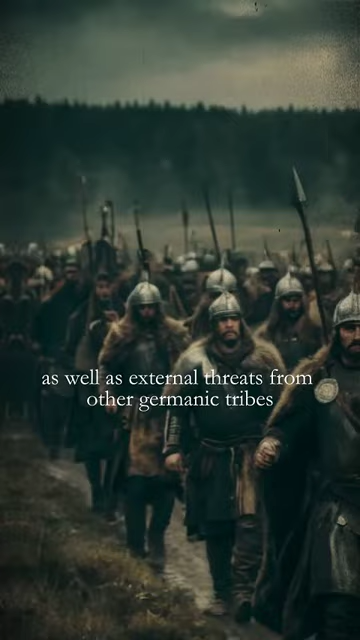 as well as external threats from
other germanic tribes